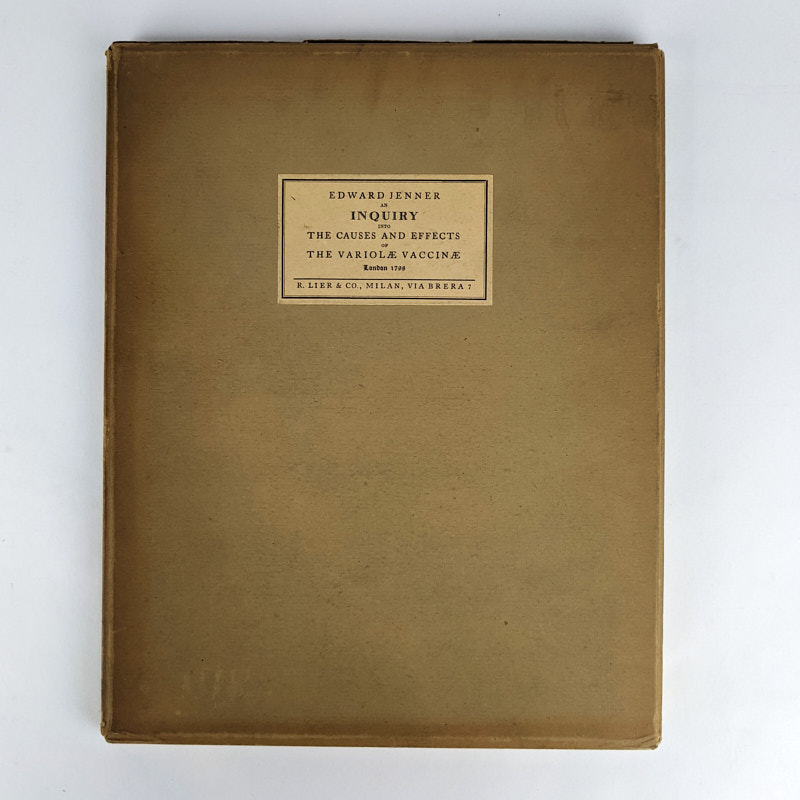 EDWARD JENNER
AN
INQUIRY
INTO
THE CAUSES AND EFFECTS
OF
THE VARIOLÆ VACCINÆ
London 1798
R. LIER & CO., MILAN, VIA BRERA 7